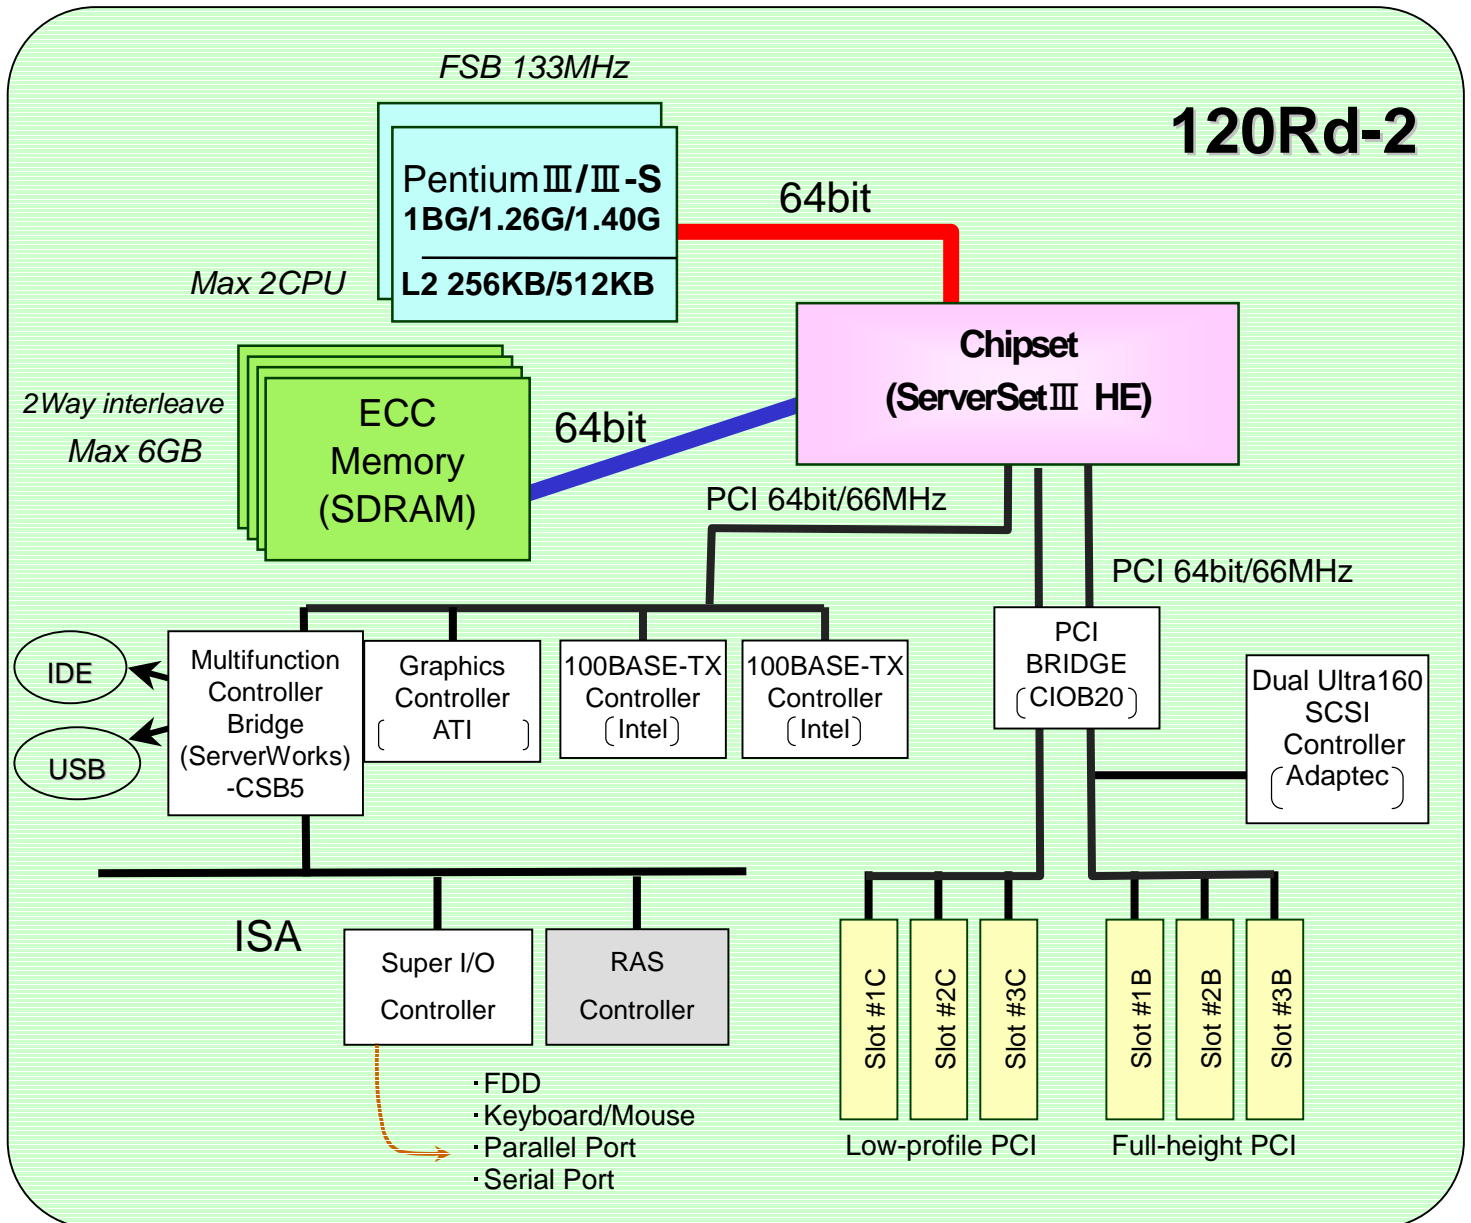 FSB 133MHz
120Rd-2
PentiumⅢ/Ⅲ-S
1BG/1.26G/1.40G
L2 256KB/512KB
Max 2CPU
64bit
Chipset
(ServerSetⅢ HE)
2Way interleave
Max 6GB
ECC
Memory
(SDRAM)
64bit
PCI 64bit/66MHz
PCI 64bit/66MHz
IDE
USB
Multifunction
Controller
Bridge
(ServerWorks)
-CSB5
Graphics
Controller
ATI
100BASE-TX
Controller
(Intel)
100BASE-TX
Controller
(Intel)
PCI
BRIDGE
(CIOB20)
Dual Ultra160
SCSI
Controller
(Adaptec)
ISA
Super I/O
Controller
RAS
Controller
・FDD
・Keyboard/Mouse
・Parallel Port
・Serial Port
Slot #1C
Slot #2C
Slot #3C
Low-profile PCI
Slot #1B
Slot #2B
Slot #3B
Full-height PCI